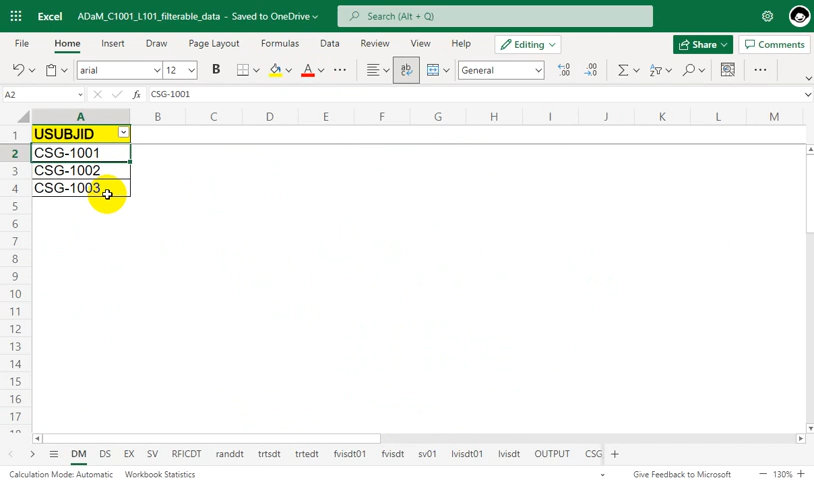 Excel ADaM_C1001_L101_filterable_data - Saved to OneDrive Search (Alt + Q)
File Home Insert Draw Page Layout Formulas Data Review View Help Editing Share Comments
arial 12 B A ab General .00 .00
A2 fx CSG-1001
A B C D E F G H I J K L M
1 USUBJID
2 CSG-1001
3 CSG-1002
4 CSG-1003
5
6
7
8
9
10
11
12
13
14
15
16
17
DM DS EX SV RFICDT randdt trtsdt trtedt fvisdt01 fvisdt sv01 lvisdt01 lvisdt OUTPUT CSG
Calculation Mode: Automatic Workbook Statistics Give Feedback to Microsoft 130%